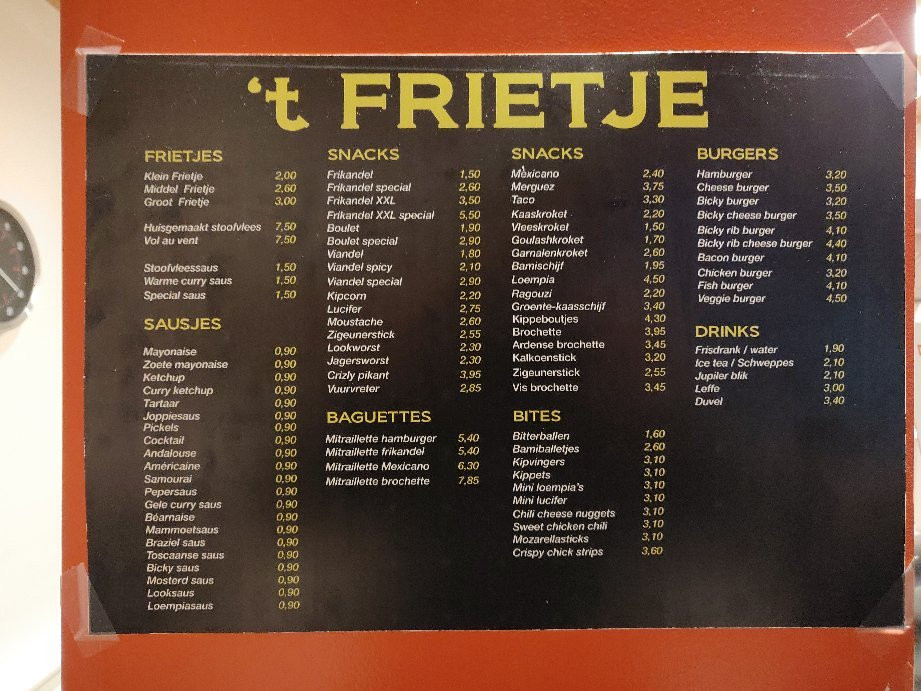 't FRIETJE
FRIETJES
Klein Frietje 2,00
Middel Frietje 2,60
Groot Frietje 3,00
Huisgemaakt stoofvlees 7,50
Vol au vent 7,50
Stoofvleessaus 1,50
Warme curry saus 1,50
Special saus 1,50
SAUSJES
Mayonaise 0,90
Zoete mayonaise 0,90
Ketchup 0,90
Curry ketchup 0,90
Tartaar 0,90
Joppiesaus 0,90
Pickels 0,90
Cocktail 0,90
Andalouse 0,90
Américaine 0,90
Samourai 0,90
Pepersaus 0,90
Gele curry saus 0,90
Béarnaise 0,90
Mammoetsaus 0,90
Braziel saus 0,90
Toscaanse saus 0,90
Bicky saus 0,90
Mosterd saus 0,90
Looksaus 0,90
Loempiasaus 0,90
SNACKS
Frikandel 1,50
Frikandel special 2,60
Frikandel XXL 3,50
Frikandel XXL special 5,50
Boulet 1,90
Boulet special 2,90
Viandel 1,80
Viandel spicy 2,10
Viandel special 2,90
Kipcorn 2,20
Lucifer 2,75
Moustache 2,60
Zigeunerstick 2,55
Lookworst 2,30
Jagersworst 2,30
Crizly pikant 3,95
Vuurvreter 2,85
BAGUETTES
Mitraillette hamburger 5,40
Mitraillette frikandel 5,40
Mitraillette Mexicano 6.30
Mitraillette brochette 7,85
SNACKS
Mexicano 2,40
Merguez 3,75
Taco 3,30
Kaaskroket 2,20
Vleeskroket 1,50
Goulashkroket 1,70
Garnalenkroket 2,60
Bamischijf 1,95
Loempia 4,50
Ragouzi 2,20
Groente-kaasschijf 3,40
Kippeboutjes 4,30
Brochette 3,95
Ardense brochette 3,45
Kalkoenstick 3,20
Zigeunerstick 2,55
Vis brochette 3,45
BITES
Bitterballen 1,60
Bamiballetjes 2,60
Kipvingers 3,10
Kippets 3,10
Mini loempia's 3,10
Mini lucifer 3,10
Chili cheese nuggets 3,10
Sweet chicken chili 3,10
Mozarellasticks 3,10
Crispy chick strips 3,60
BURGERS
Hamburger 3,20
Cheese burger 3,50
Bicky burger 3,20
Bicky cheese burger 3,50
Bicky rib burger 4,10
Bicky rib cheese burger 4,40
Bacon burger 4,10
Chicken burger 3,20
Fish burger 4,10
Veggie burger 4,50
DRINKS
Frisdrank / water 1,90
Ice tea / Schweppes 2,10
Jupiler blik 2,10
Leffe 3,00
Duvel 3,40